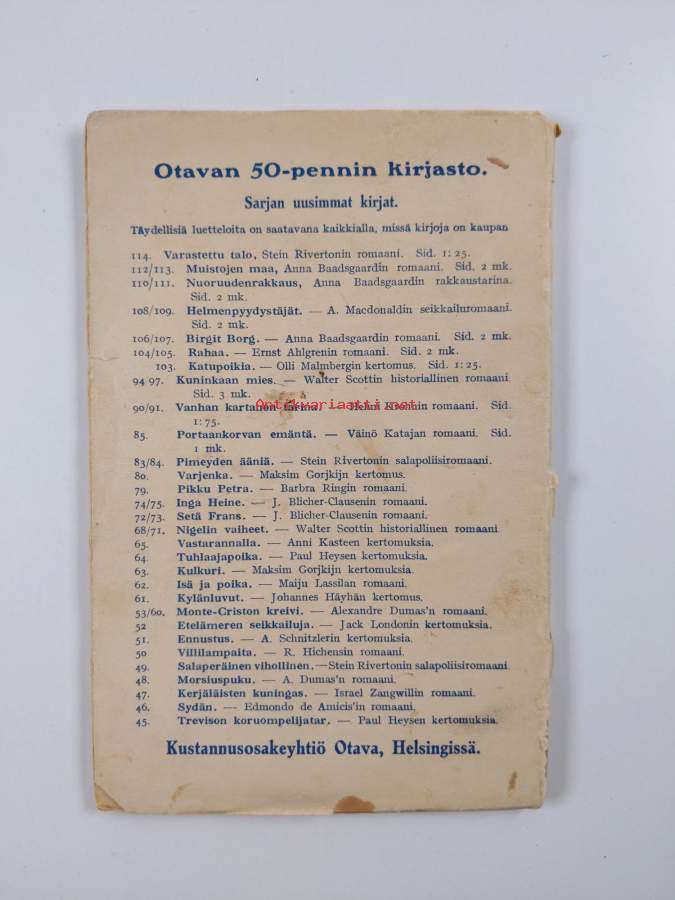 Otavan 50-pennin kirjasto.
Sarjan uusimmat kirjat.
Täydellisiä luetteloita on saatavana kaikkialla, missä kirjoja on kaupan
114. Varastettu talo, Stein Rivertonin romaani. Sid. 1: 25.
112/113. Muistojen maa, Anna Baadsgaardin romaani. Sid. 2 mk.
110/111. Nuoruudenrakkaus, Anna Baadsgaardin rakkaustarina.
Sid. 2 mk.
108/109. Helmenpyydystäjät. — A. Macdonaldin seikkailuromaani.
Sid. 2 mk.
106/107. Birgit Borg. — Anna Baadsgaardin romaani. Sid. 2 mk.
104/105. Rahaa. — Ernst Ahlgrenin romaani. Sid. 2 mk.
103. Katupoikia. — Olli Malmbergin kertomus. Sid. 1: 25.
94/97. Kuninkaan mies. — Walter Scottin historiallinen romaani
Sid. 3 mk.
Antikvariaatti.net
90/91. Vanhan kartanon tarina. — romaani. Sid.
1: 75.
85. Portaankorvan emäntä. — Väinö Katajan romaani. Sid.
1 mk.
83/84. Pimeyden ääniä. — Stein Rivertonin salapoliisiromaani.
80. Varjenka. — Maksim Gorjkijn kertomus.
79. Pikku Petra. — Barbra Ringin romaani.
74/75. Inga Heine. — J. Blicher-Clausenin romaani.
72/73. Setä Frans. — J. Blicher-Clausenin romaani.
68/71. Nigelin vaiheet. — Walter Scottin historiallinen romaani
65. Vastarannalla. — Anni Kasteen kertomuksia.
64. Tuhlaajapoika. — Paul Heysen kertomuksia.
63. Kulkuri. — Maksim Gorjkijn kertomuksia.
62. Isä ja poika. — Maiju Lassilan romaani.
61. Kylänluvut. — Johannes Häyhän kertomus.
53/60. Monte-Criston kreivi. — Alexandre Dumas'n romaani.
52 Etelämeren seikkailuja. — Jack Londonin kertomuksia.
51. Ennustus. — A. Schnitzlerin kertomuksia.
50 Villilampaita. — R. Hichensin romaani.
49. Salaperäinen vihollinen. — Stein Rivertonin salapoliisiromaani
48. Morsiuspuku. — A. Dumas'n romaani.
47. Kerjäläisten kuningas. — Israel Zangwillin romaani.
46. Sydän. — Edmondo de Amicis'in romaani.
45. Trevison koruompelijatar. — Paul Heysen kertomuksia.
Kustannusosakeyhtiö Otava, Helsingissä.